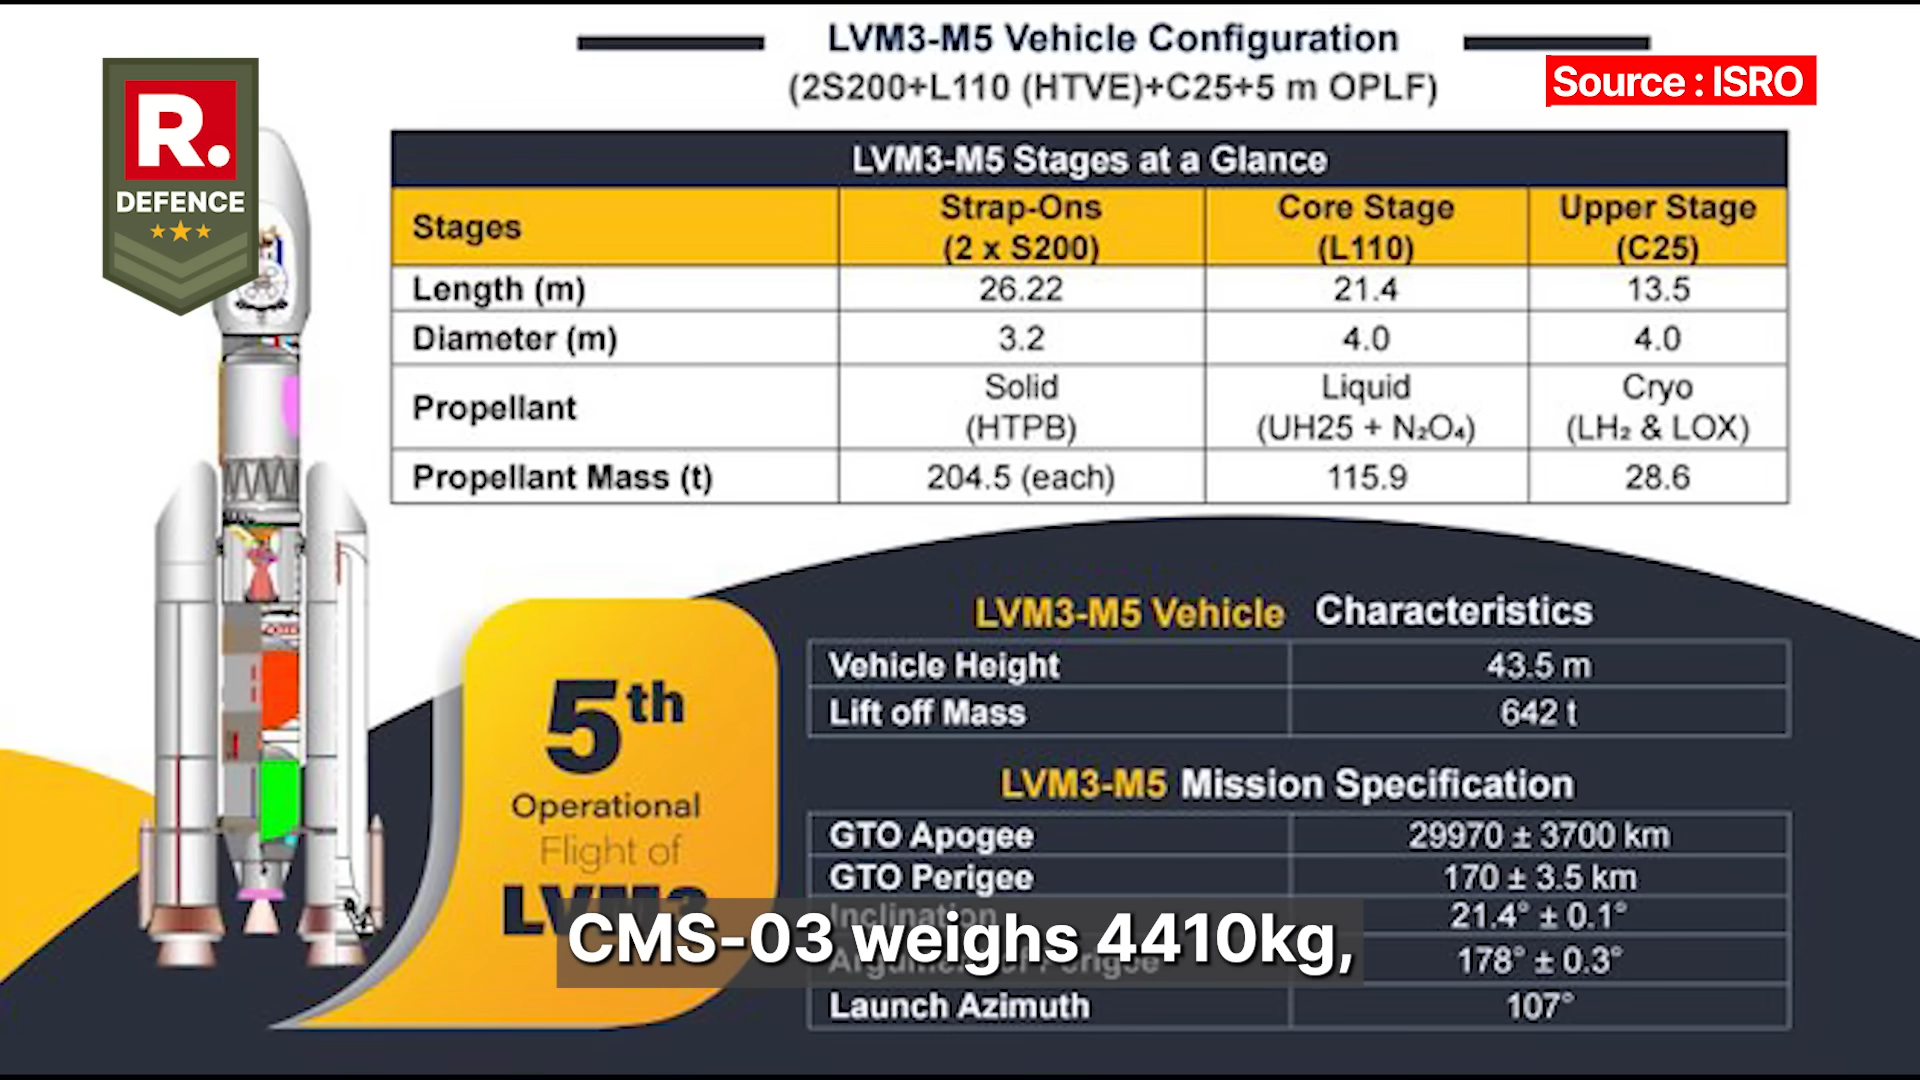 LVM3-M5 Vehicle Configuration
(2S200+L110 (HTVE)+C25+5 m OPLF)
Source : ISRO
R.
DEFENCE
LVM3-M5 Stages at a Glance
Stages
Strap-Ons
(2 x S200)
Core Stage
(L110)
Upper Stage
(C25)
Length (m) 26.22 21.4 13.5
Diameter (m) 3.2 4.0 4.0
Propellant
Solid
(HTPB)
Liquid
(UH25 + N₂O₄)
Cryo
(LH₂ & LOX)
Propellant Mass (t) 204.5 (each) 115.9 28.6
5th
Operational
Flight of
LVM3
LVM3-M5 Vehicle Characteristics
Vehicle Height 43.5 m
Lift off Mass 642 t
LVM3-M5 Mission Specification
GTO Apogee 29970 ± 3700 km
GTO Perigee 170 ± 3.5 km
Inclination 21.4° ± 0.1°
Argument of Perigee 178° ± 0.3°
Launch Azimuth 107°
CMS-03 weighs 4410kg,